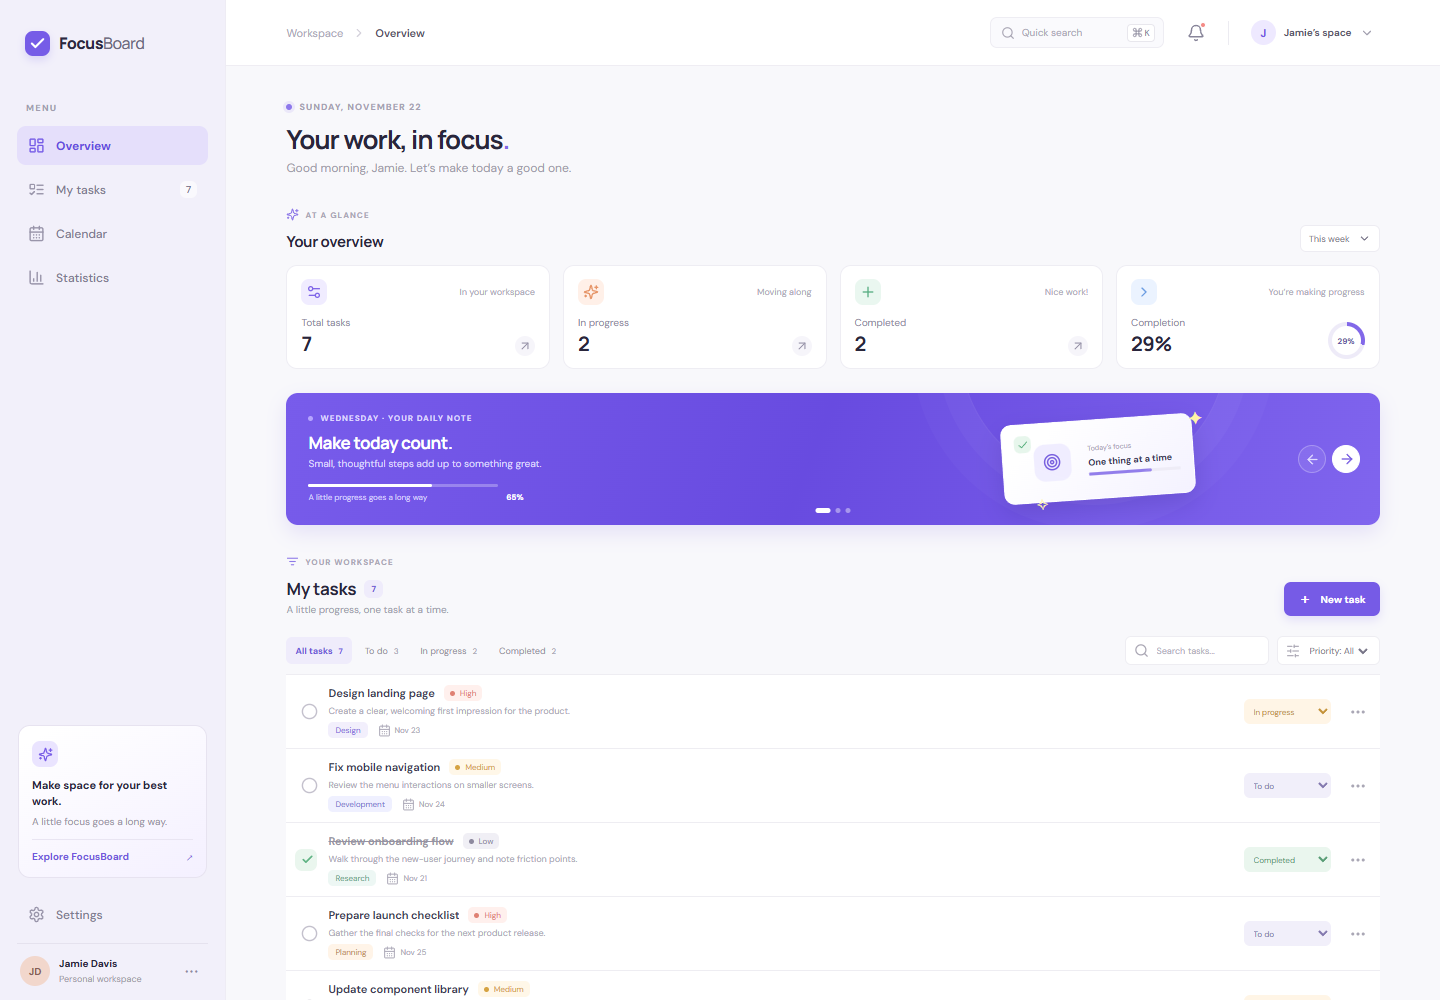 FocusBoard
MENU
Overview
My tasks 7
Calendar
Statistics
Make space for your best
work.
A little focus goes a long way.
Explore FocusBoard ↗
Settings
JD
Jamie Davis
Personal workspace
Workspace > Overview
Quick search ⌘ K
J Jamie's space
SUNDAY, NOVEMBER 22
Your work, in focus.
Good morning, Jamie. Let's make today a good one.
AT A GLANCE
Your overview
This week
In your workspace
Total tasks
7
Moving along
In progress
2
Nice work!
Completed
2
You're making progress
Completion
29%
29%
WEDNESDAY · YOUR DAILY NOTE
Make today count.
Small, thoughtful steps add up to something great.
A little progress goes a long way 65%
Today's focus
One thing at a time
YOUR WORKSPACE
My tasks 7
A little progress, one task at a time.
+ New task
All tasks 7 To do 3 In progress 2 Completed 2
Search tasks...
Priority: All
Design landing page High
Create a clear, welcoming first impression for the product.
Design Nov 23
In progress
Fix mobile navigation Medium
Review the menu interactions on smaller screens.
Development Nov 24
To do
Review onboarding flow Low
Walk through the new-user journey and note friction points.
Research Nov 21
Completed
Prepare launch checklist High
Gather the final checks for the next product release.
Planning Nov 25
To do
Update component library Medium